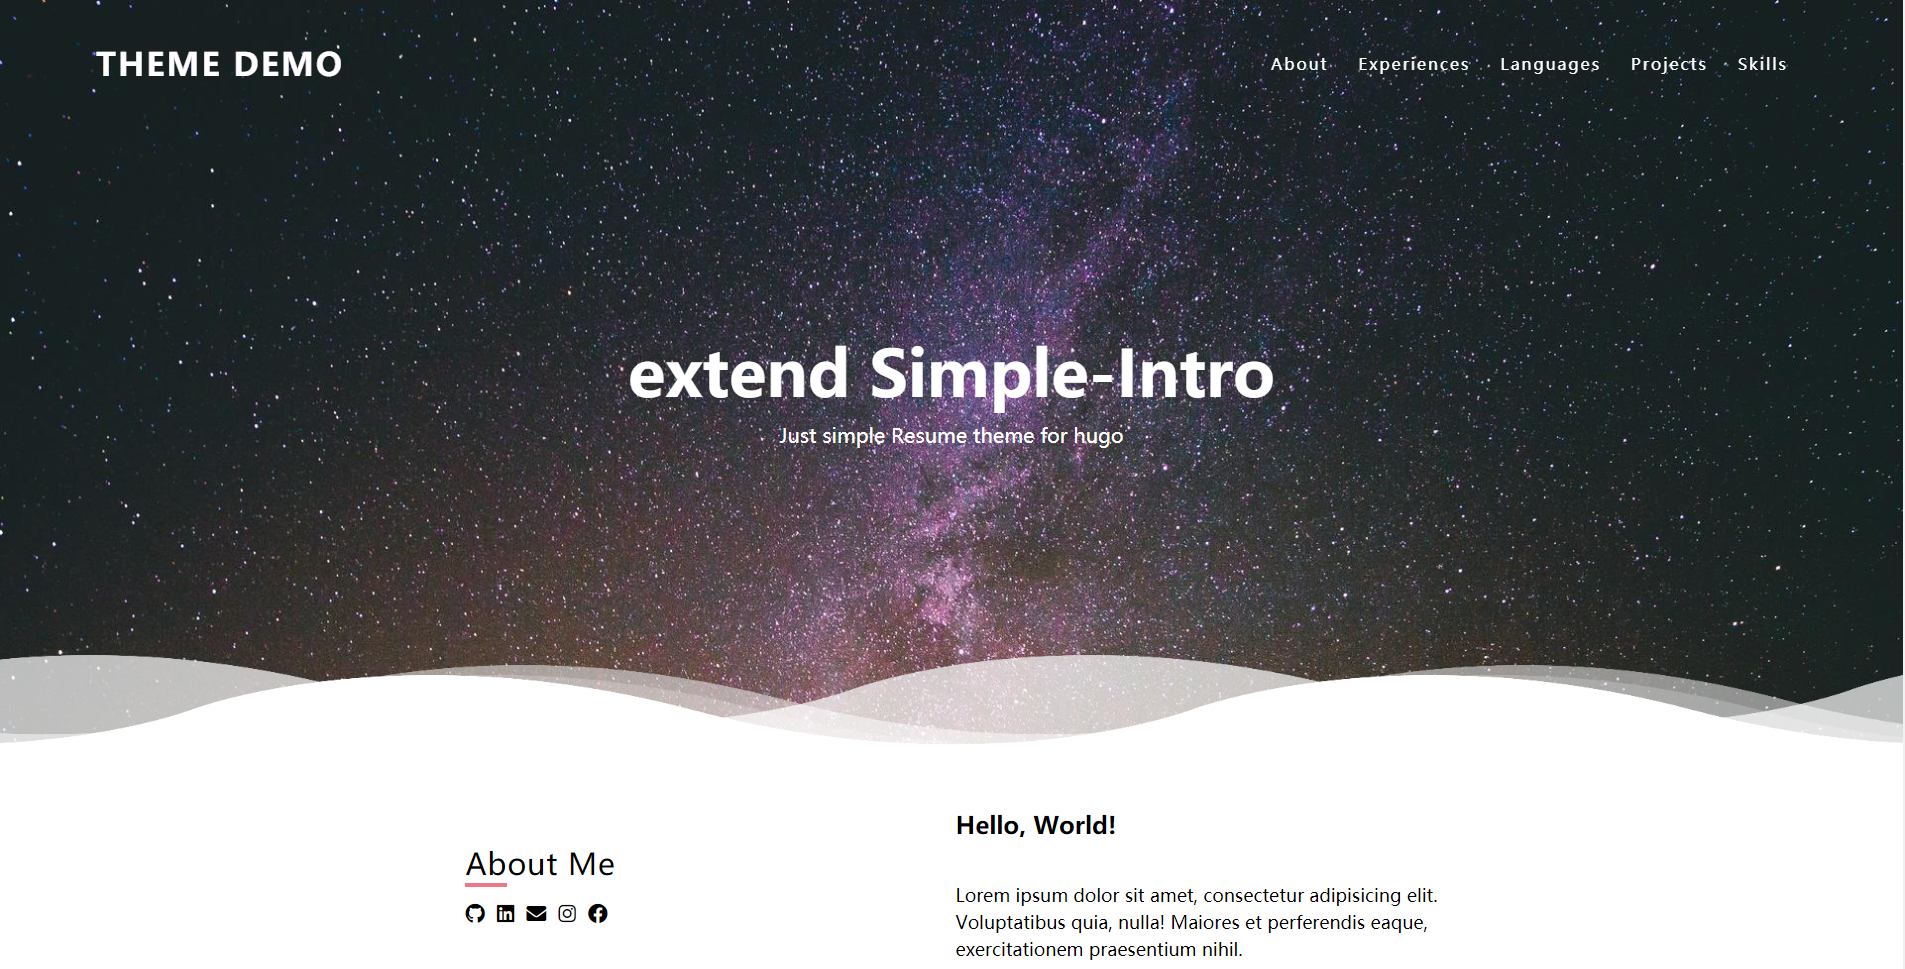 THEME DEMO
About Experiences Languages Projects Skills
extend Simple-Intro
Just simple Resume theme for hugo
About Me
Hello, World!
Lorem ipsum dolor sit amet, consectetur adipisicing elit.
Voluptatibus quia, nulla! Maiores et perferendis eaque,
exercitationem praesentium nihil.